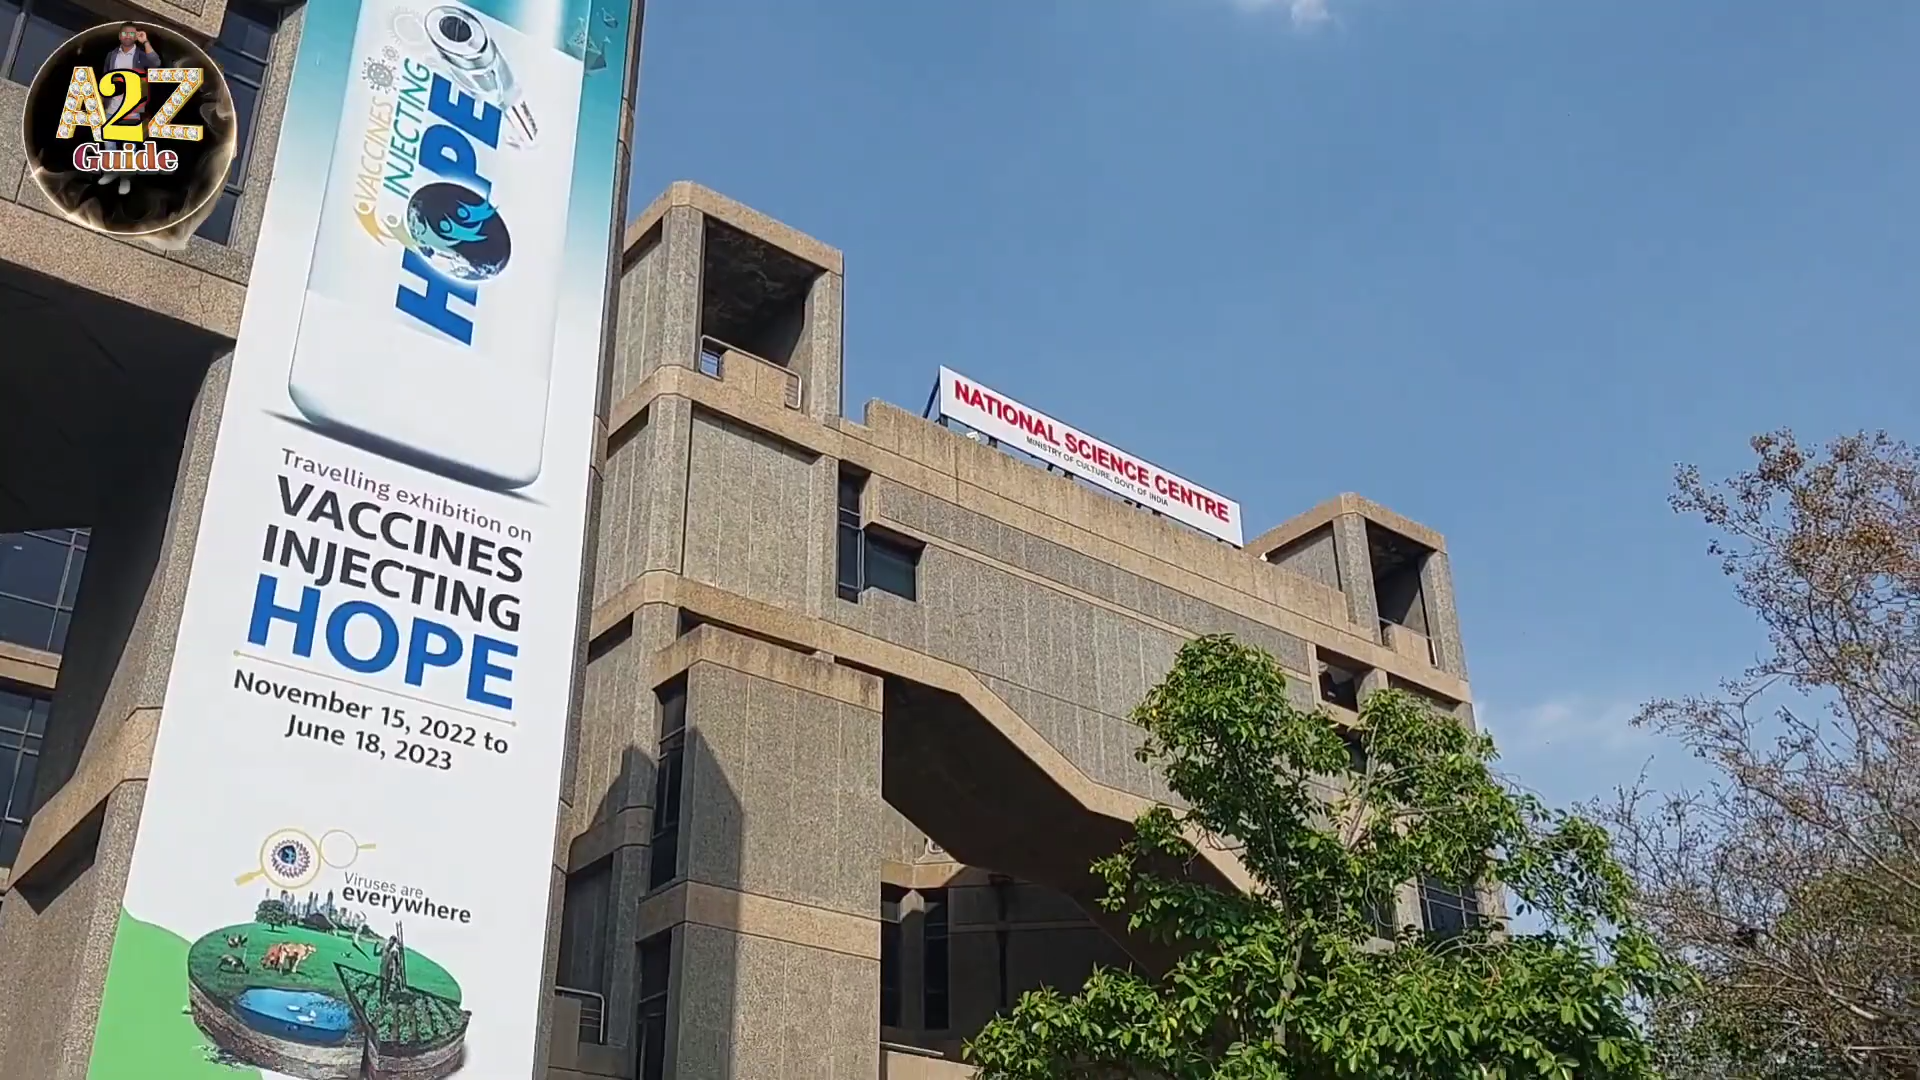 A2Z
Guide
VACCINES
INJECTING
HOPE
Travelling exhibition on
VACCINES
INJECTING
HOPE
November 15, 2022 to
June 18, 2023
Viruses are
everywhere
NATIONAL SCIENCE CENTRE
MINISTRY OF CULTURE, GOVT. OF INDIA